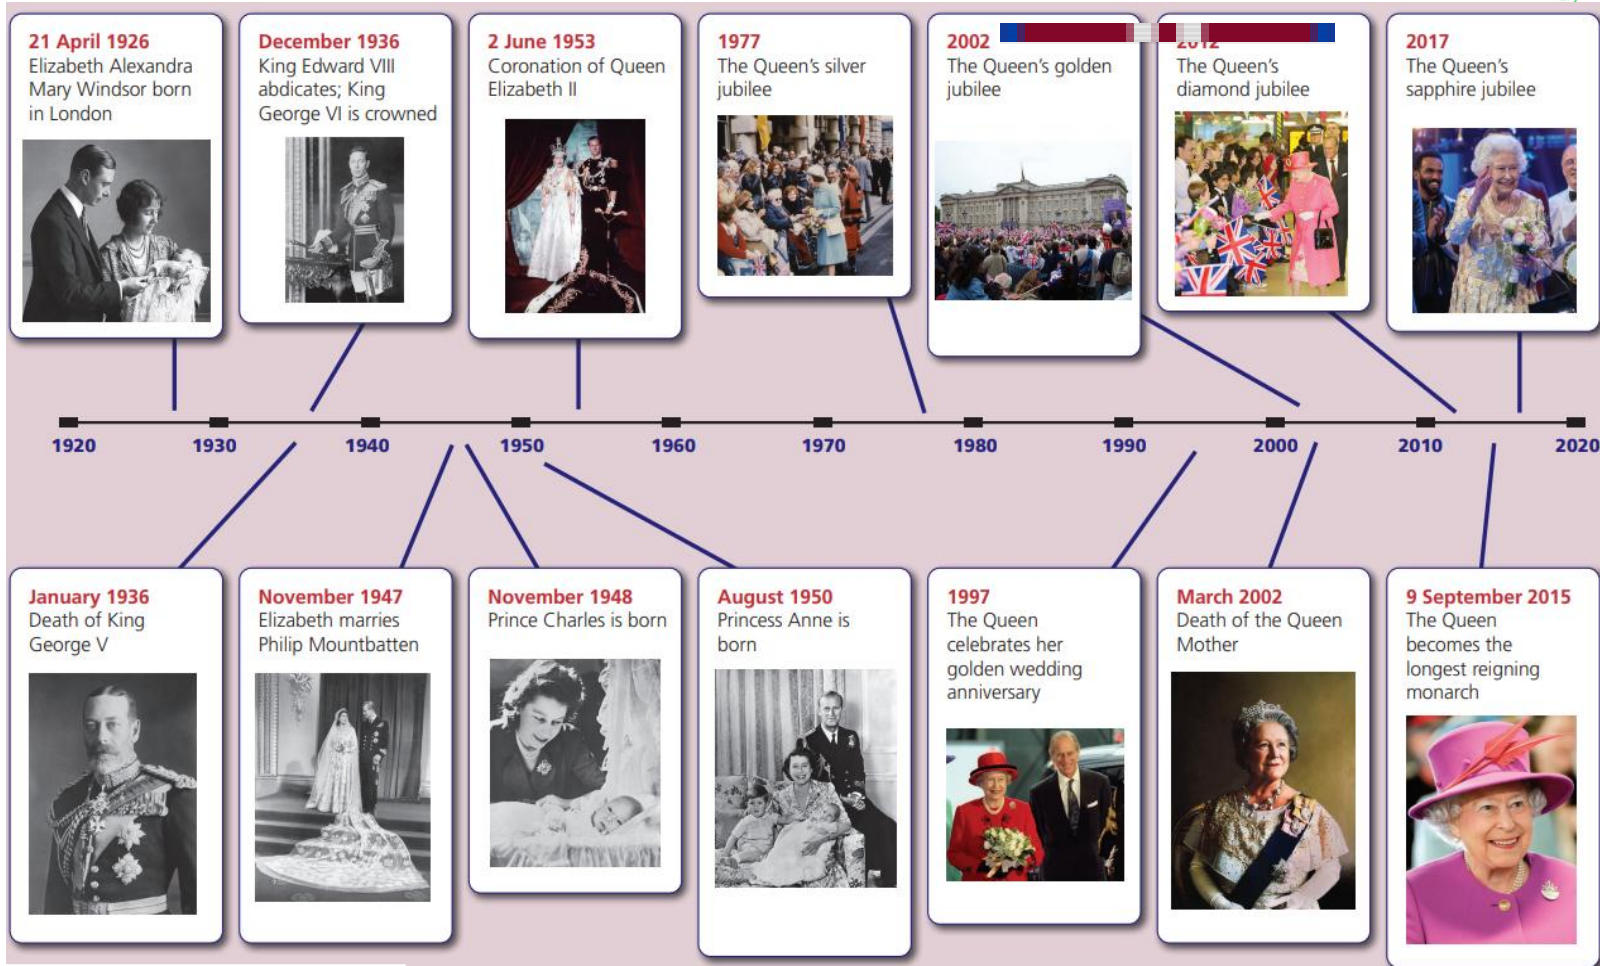 21 April 1926
Elizabeth Alexandra
Mary Windsor born
in London
December 1936
King Edward VIII
abdicates; King
George VI is crowned
2 June 1953
Coronation of Queen
Elizabeth II
1977
The Queen's silver
jubilee
2002
The Queen's golden
jubilee
2012
The Queen's
diamond jubilee
2017
The Queen's
sapphire jubilee
1920 1930 1940 1950 1960 1970 1980 1990 2000 2010 2020
January 1936
Death of King
George V
November 1947
Elizabeth marries
Philip Mountbatten
November 1948
Prince Charles is born
August 1950
Princess Anne is
born
1997
The Queen
celebrates her
golden wedding
anniversary
March 2002
Death of the Queen
Mother
9 September 2015
The Queen
becomes the
longest reigning
monarch